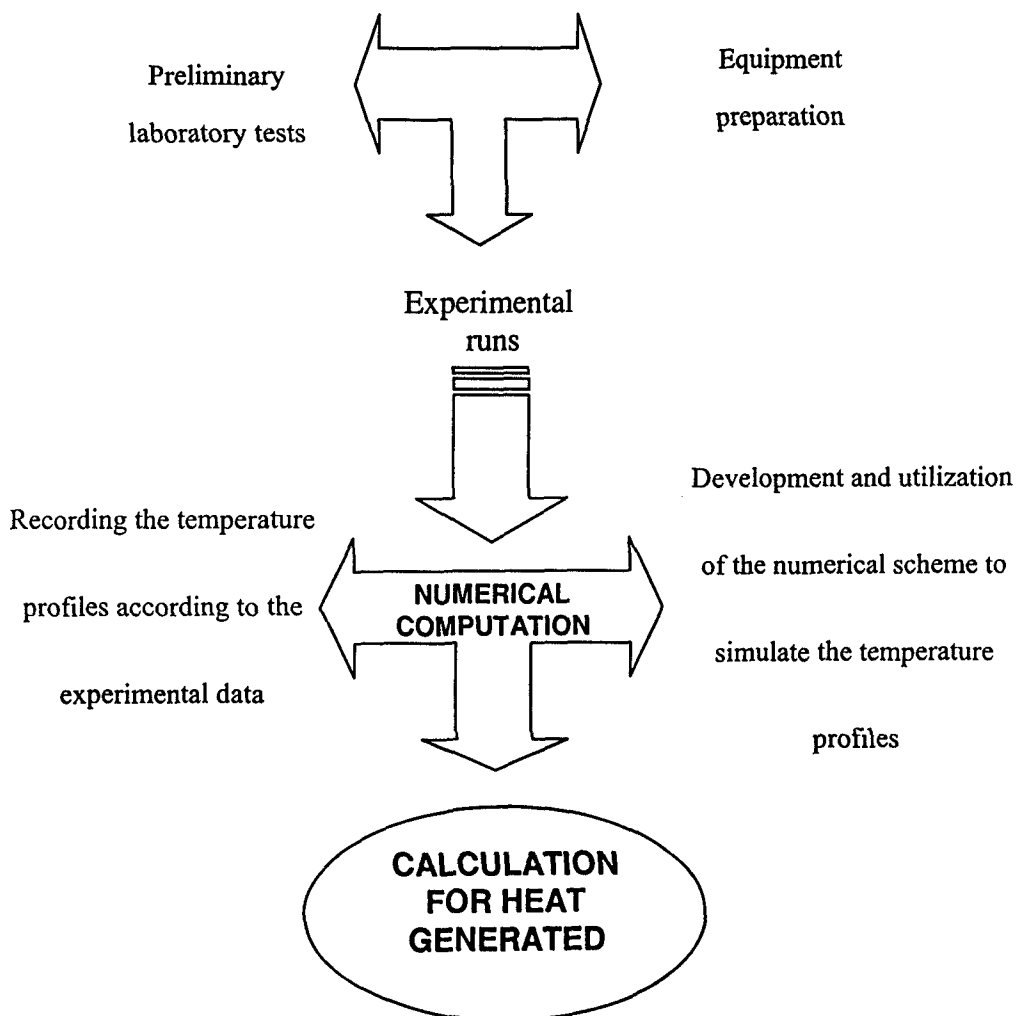 Preliminary
laboratory tests
Equipment
preparation
Experimental
runs
Recording the temperature
profiles according to the
experimental data
NUMERICAL
COMPUTATION
Development and utilization
of the numerical scheme to
simulate the temperature
profiles
CALCULATION
FOR HEAT
GENERATED